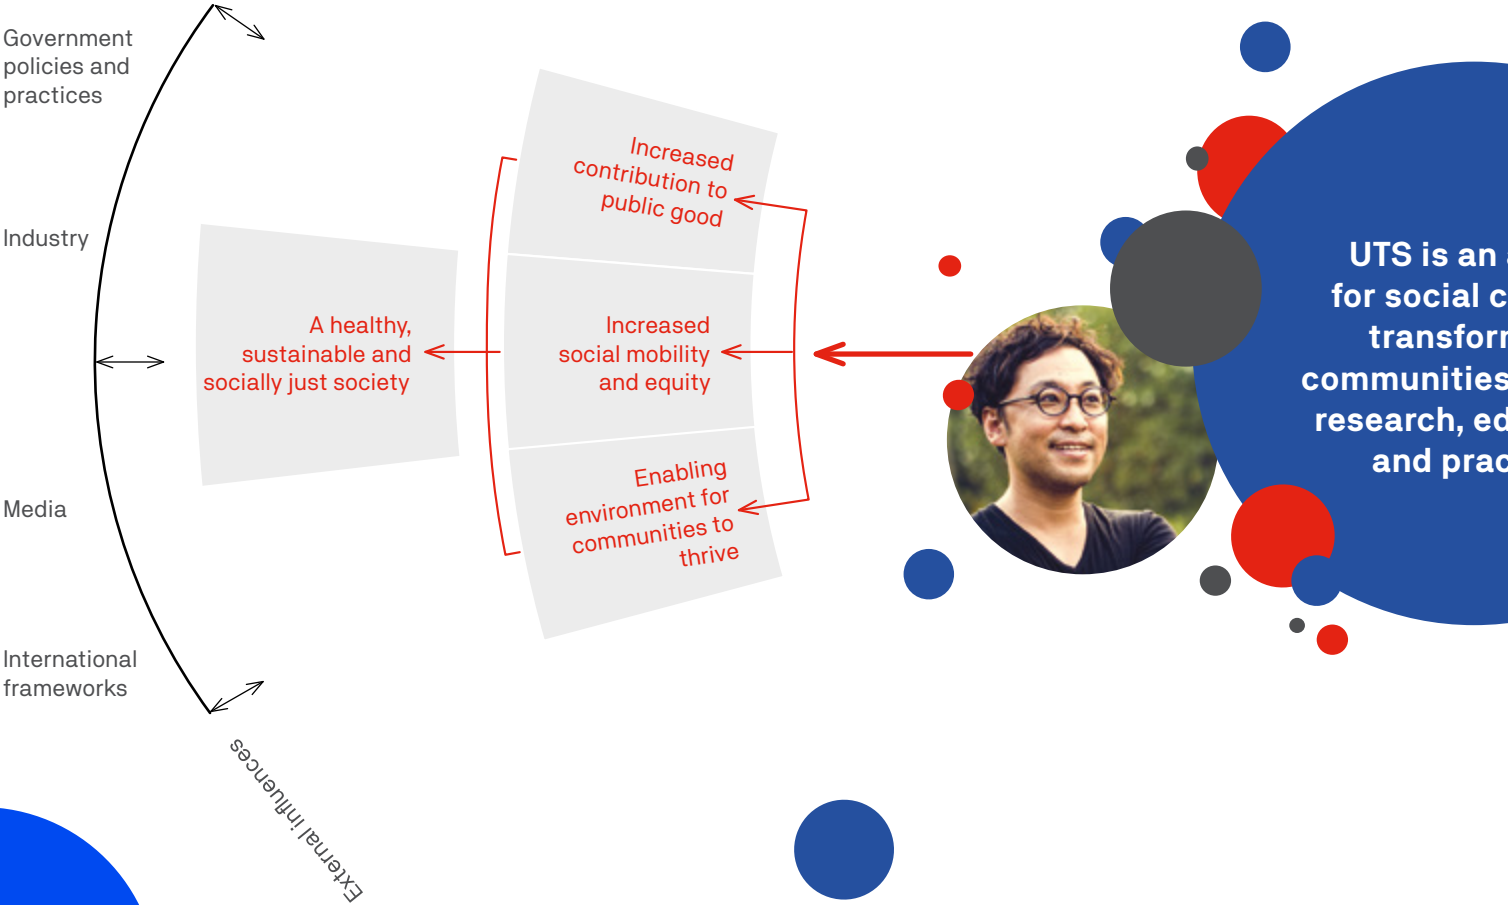 Government
policies and
practices
Industry
Media
International
frameworks
External influences
A healthy,
sustainable and
socially just society
Increased
contribution to
public good
Increased
social mobility
and equity
Enabling
environment for
communities to
thrive
UTS is an
for social
transfor
communities
research,
and prac